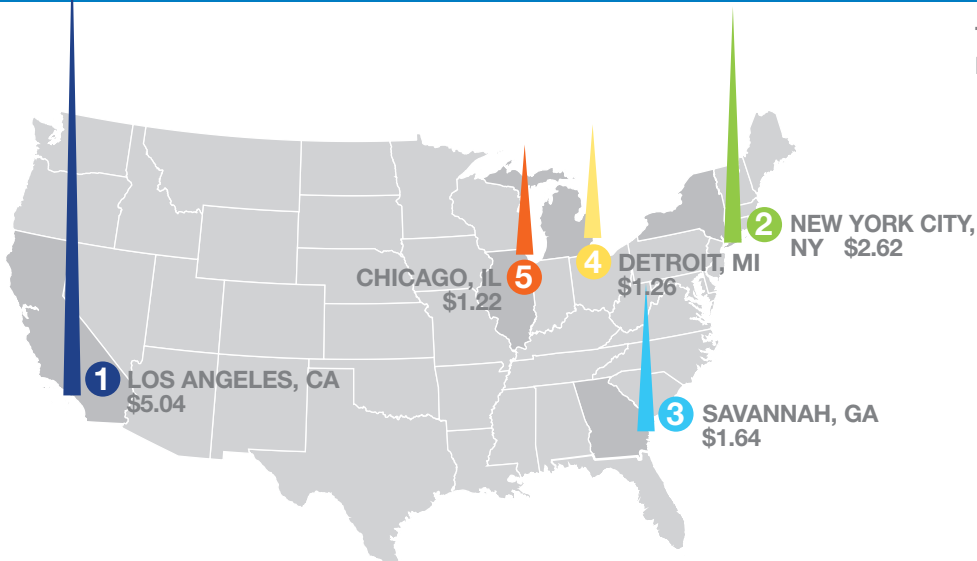 2 NEW YORK CITY,
NY $2.62
5 CHICAGO, IL
$1.22
4 DETROIT, MI
$1.26
1 LOS ANGELES, CA
$5.04
3 SAVANNAH, GA
$1.64